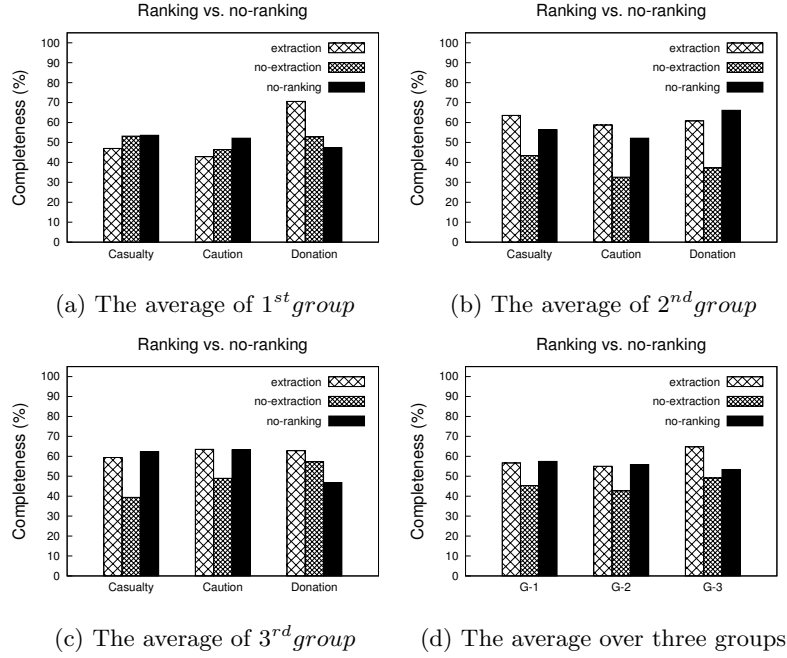 Ranking vs. no-ranking
Completeness (%)
100
90
80
70
60
50
40
30
20
10
0
extraction
no-extraction
no-ranking
Casualty Caution Donation
(a) The average of 1st group
Ranking vs. no-ranking
Completeness (%)
100
90
80
70
60
50
40
30
20
10
0
extraction
no-extraction
no-ranking
Casualty Caution Donation
(b) The average of 2nd group
Ranking vs. no-ranking
Completeness (%)
100
90
80
70
60
50
40
30
20
10
0
extraction
no-extraction
no-ranking
Casualty Caution Donation
(c) The average of 3rd group
Ranking vs. no-ranking
Completeness (%)
100
90
80
70
60
50
40
30
20
10
0
extraction
no-extraction
no-ranking
G-1 G-2 G-3
(d) The average over three groups